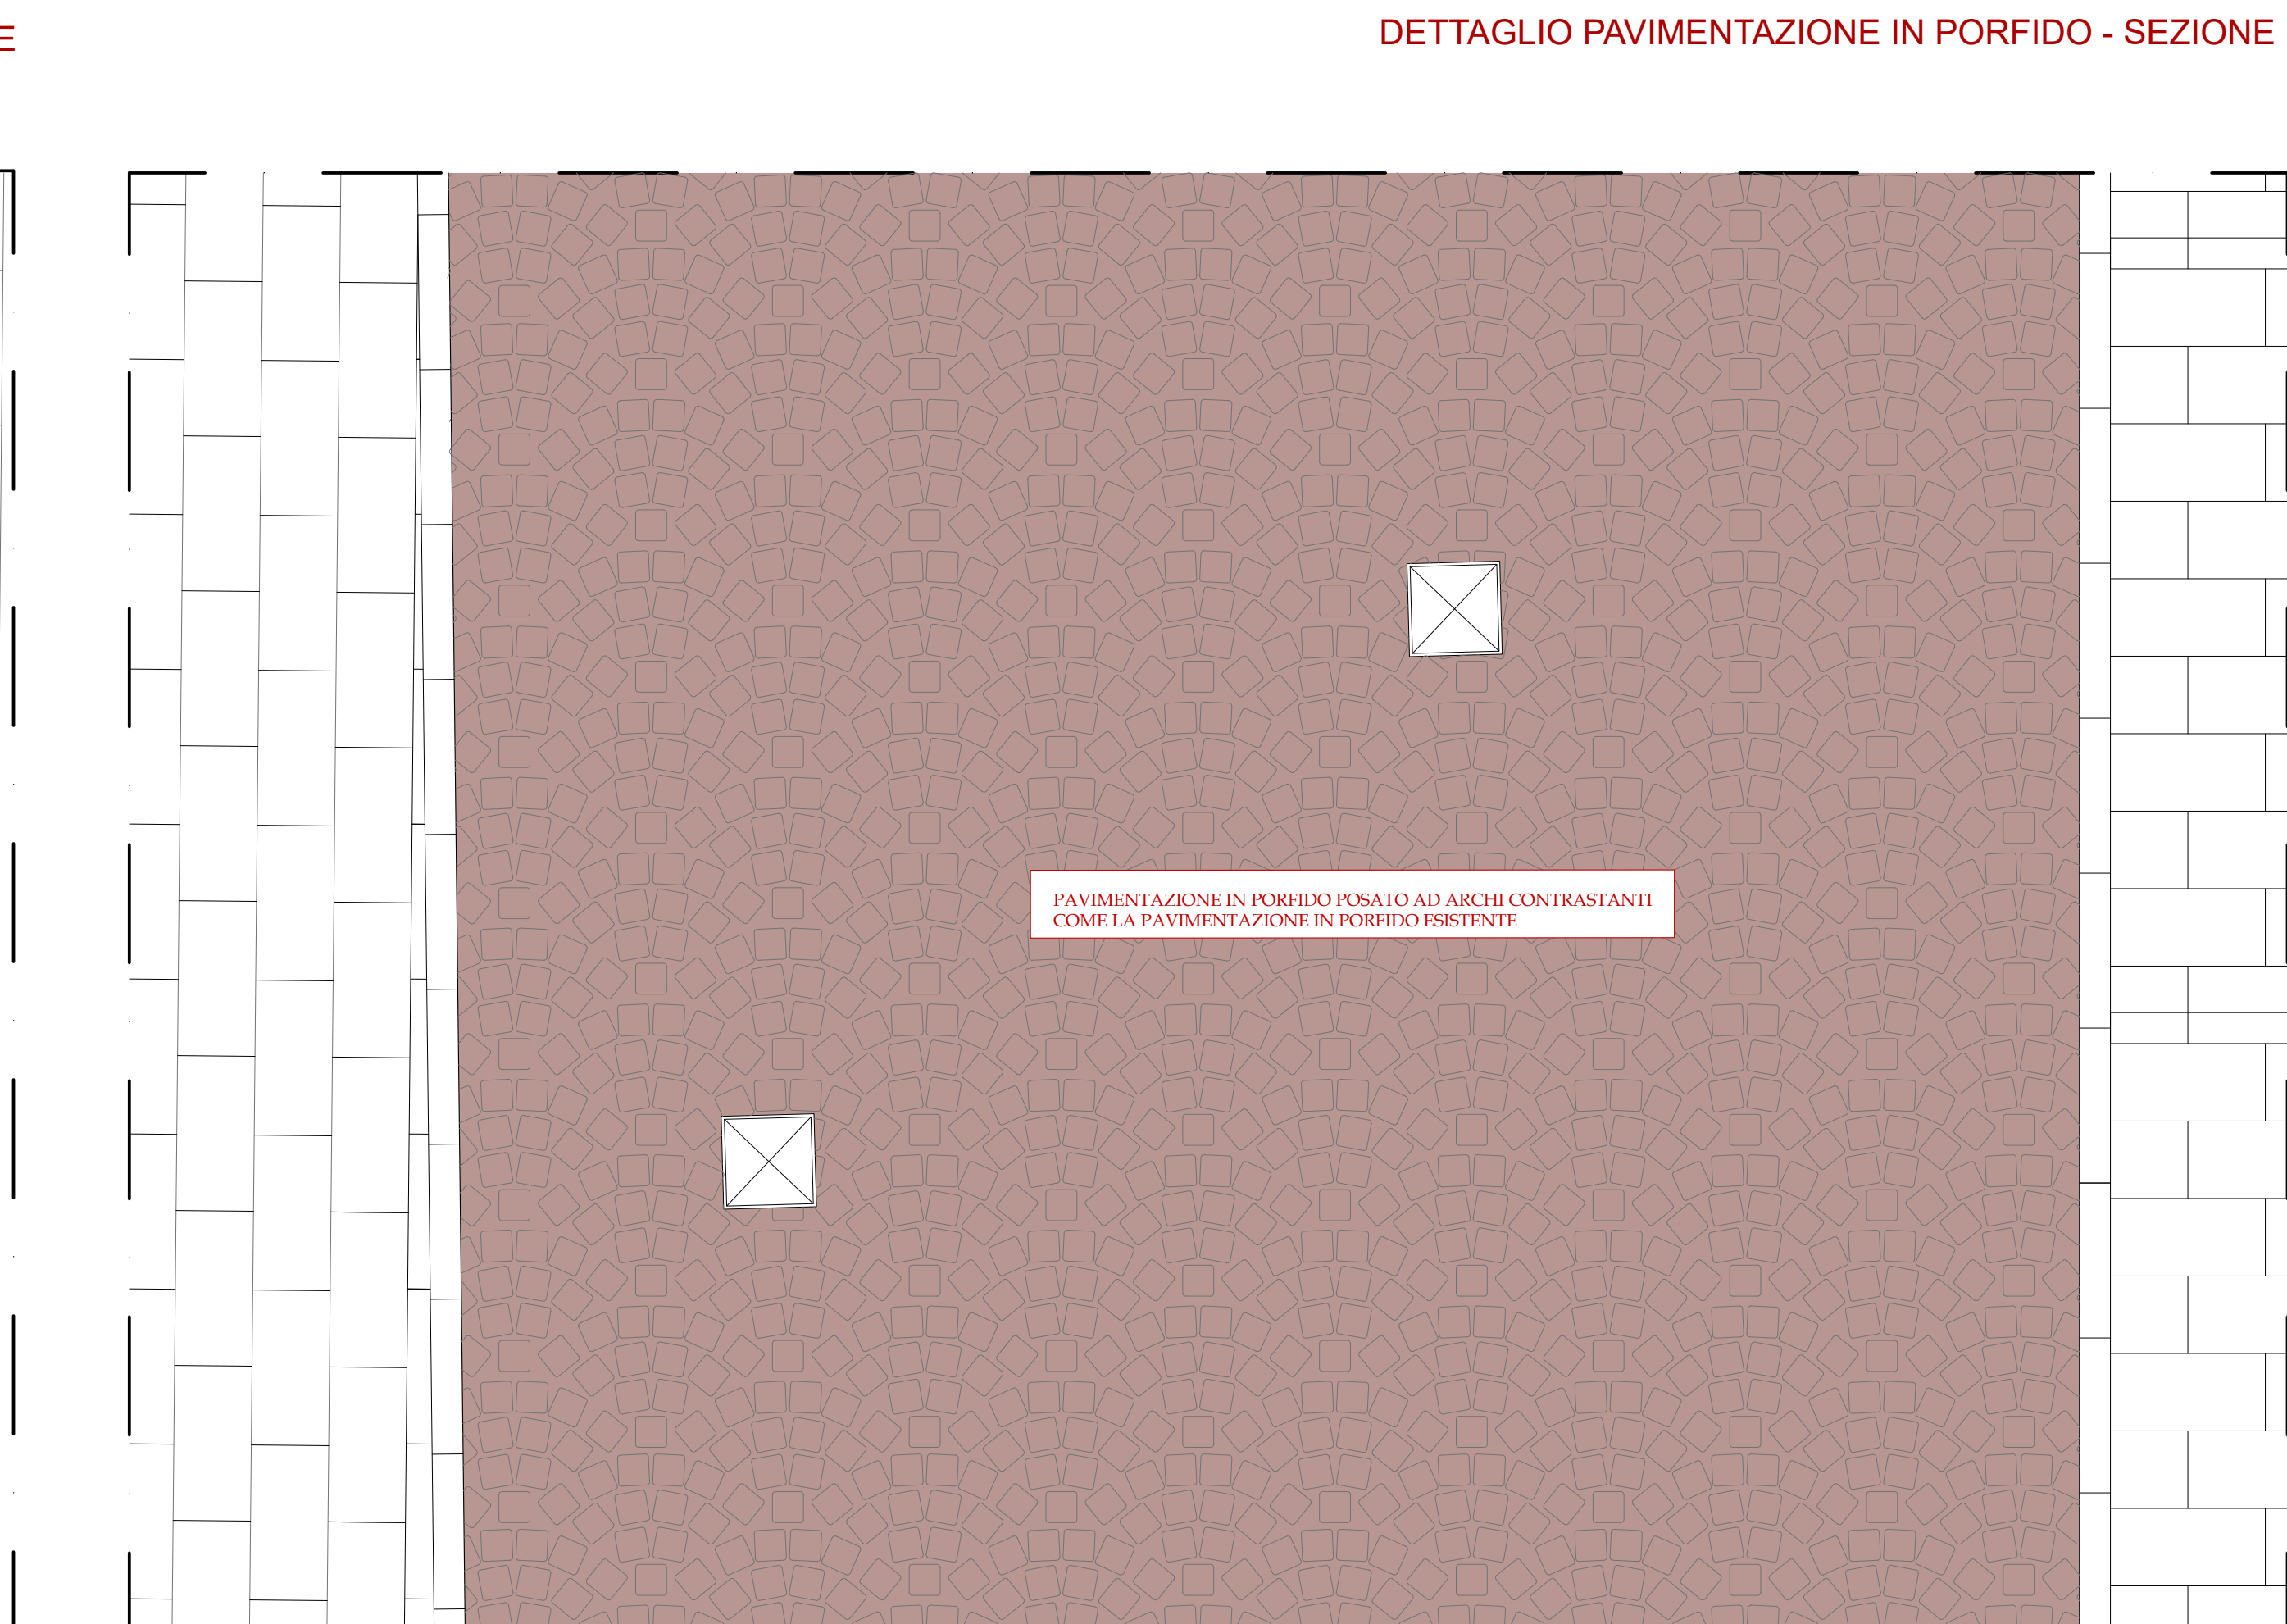 E
DETTAGLIO PAVIMENTAZIONE IN PORFIDO - SEZIONE
PAVIMENTAZIONE IN PORFIDO POSATO AD ARCHI CONTRASTANTI
COME LA PAVIMENTAZIONE IN PORFIDO ESISTENTE